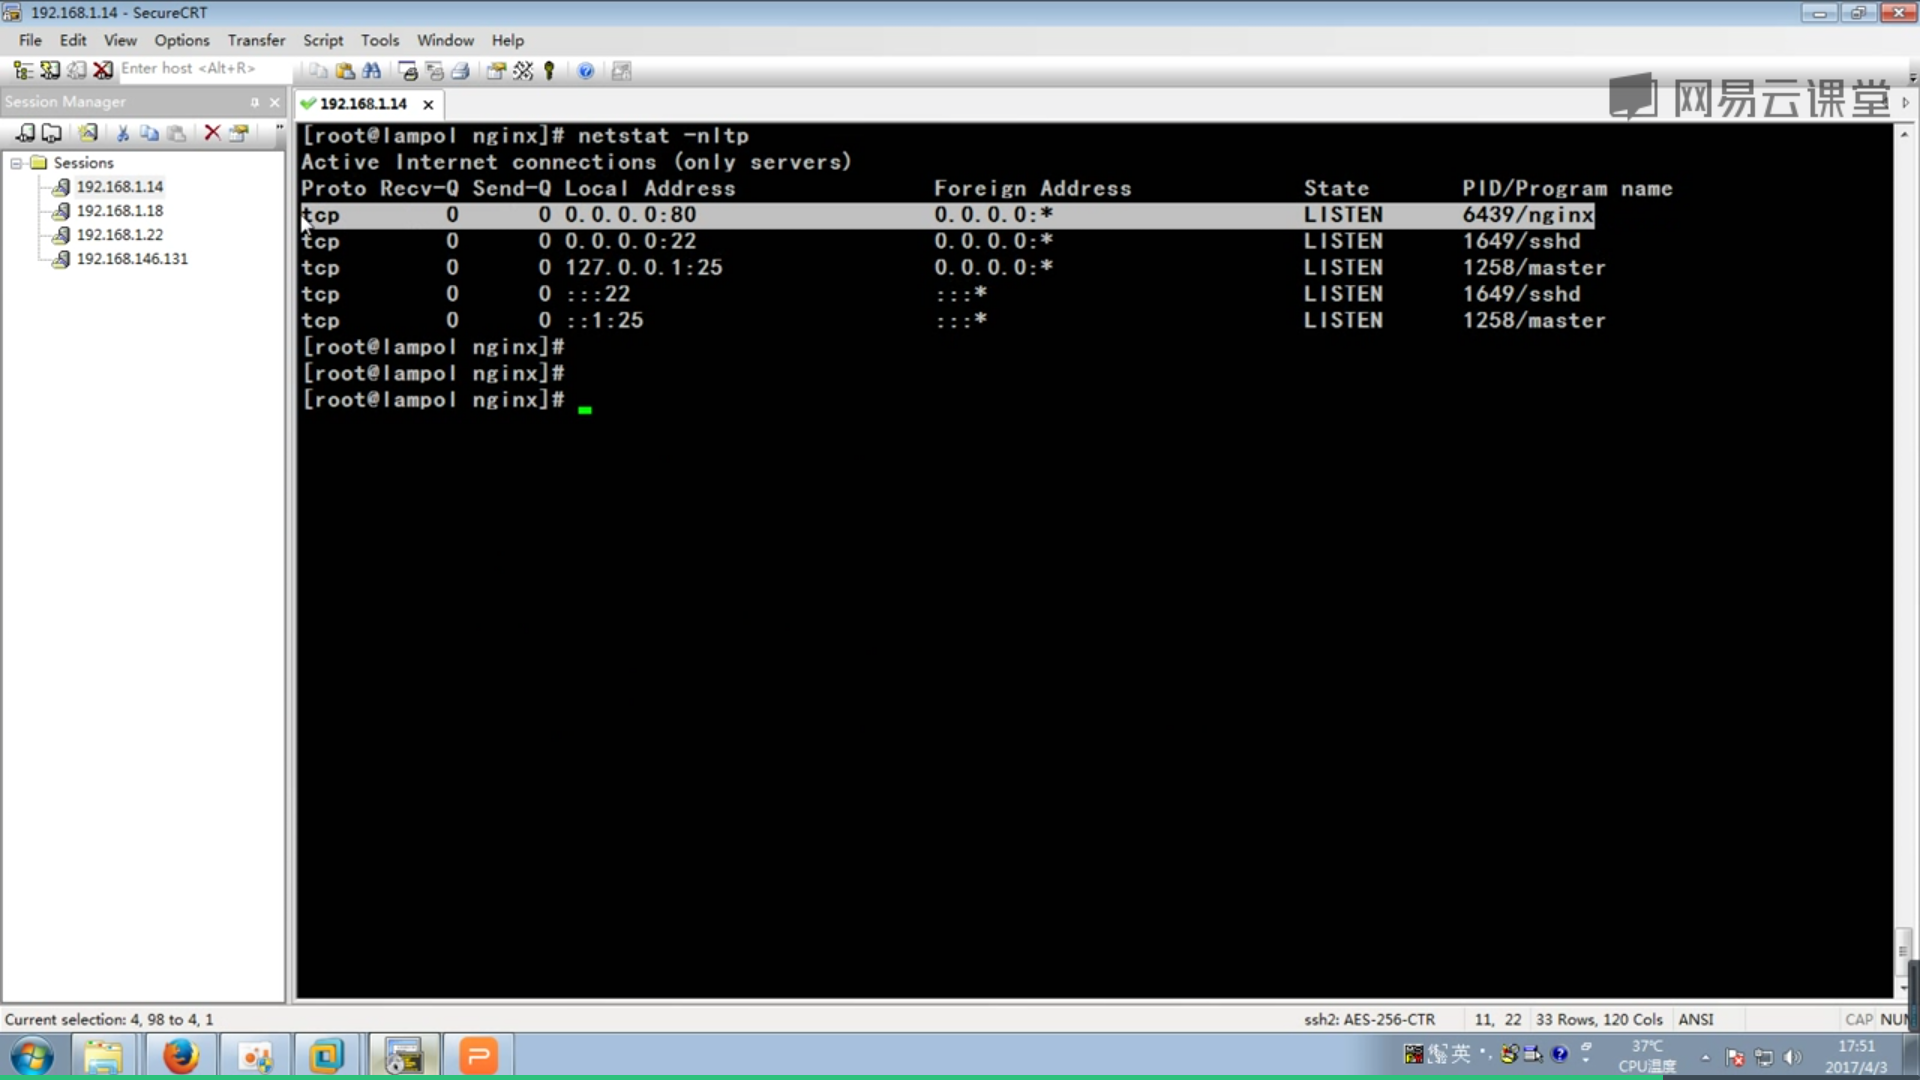 192.168.1.14 - SecureCRT
File Edit View Options Transfer Script Tools Window Help
Enter host <Alt+R>
网易云课堂
Session Manager
192.168.1.14
Sessions
192.168.1.14
192.168.1.18
192.168.1.22
192.168.146.131
[root@lampol nginx]# netstat -nltp
Active Internet connections (only servers)
Proto Recv-Q Send-Q Local Address Foreign Address State PID/Program name
tcp 0 0 0.0.0.0:80 0.0.0.0:* LISTEN 6439/nginx
tcp 0 0 0.0.0.0:22 0.0.0.0:* LISTEN 1649/sshd
tcp 0 0 127.0.0.1:25 0.0.0.0:* LISTEN 1258/master
tcp 0 0 :::22 :::* LISTEN 1649/sshd
tcp 0 0 ::1:25 :::* LISTEN 1258/master
[root@lampol nginx]#
[root@lampol nginx]#
[root@lampol nginx]#
Current selection: 4, 98 to 4, 1
ssh2: AES-256-CTR 11, 22 33 Rows, 120 Cols ANSI CAP NUM
英
37℃
CPU温度
17:51
2017/4/3